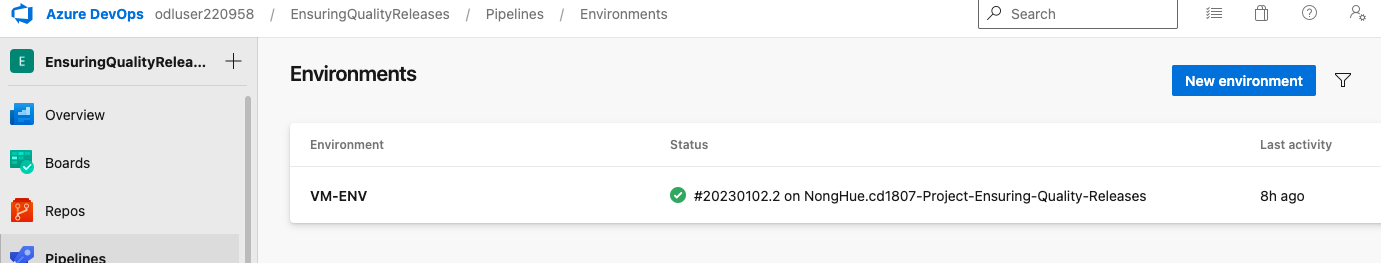 Azure DevOps odluser220958 / EnsuringQualityReleases / Pipelines / Environments
Search
E EnsuringQualityRelea...
Overview
Boards
Repos
Pipelines
Environments
New environment
Environment Status Last activity
VM-ENV #20230102.2 on NongHue.cd1807-Project-Ensuring-Quality-Releases 8h ago